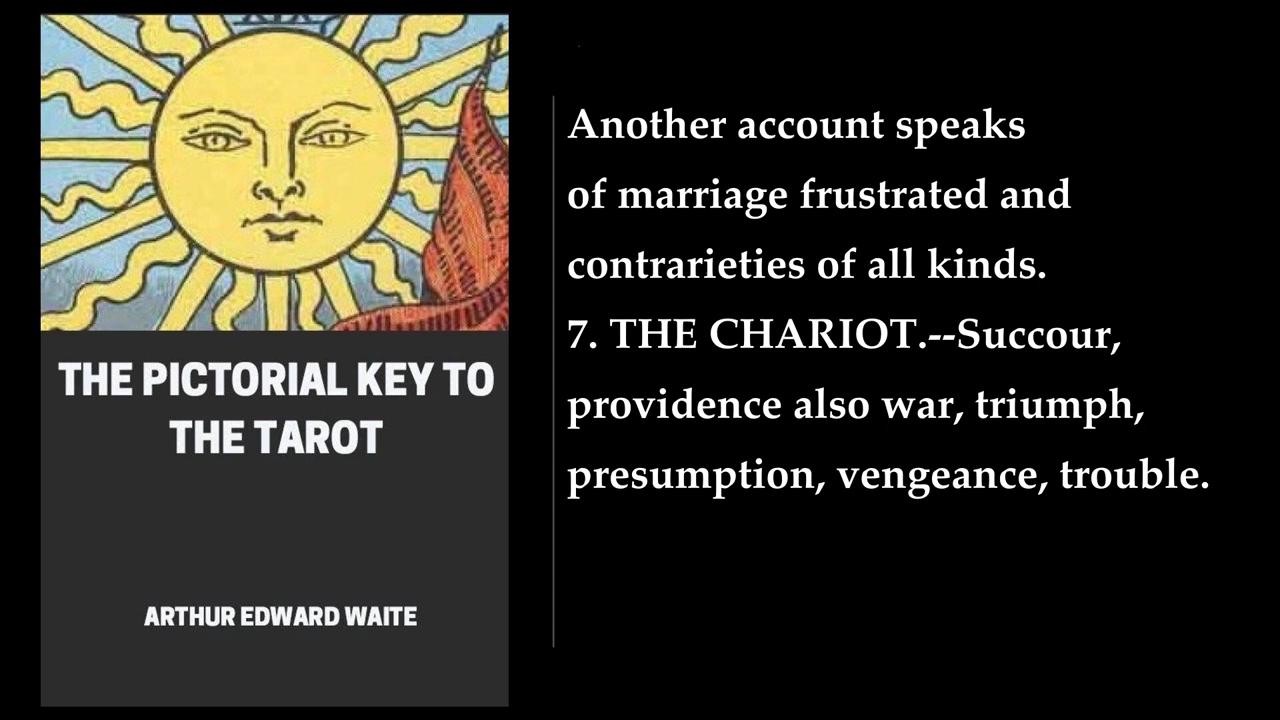 XIX
THE PICTORIAL KEY TO
THE TAROT
ARTHUR EDWARD WAITE
Another account speaks
of marriage frustrated and
contrarieties of all kinds.
7. THE CHARIOT.--Succour,
providence also war, triumph,
presumption, vengeance, trouble.